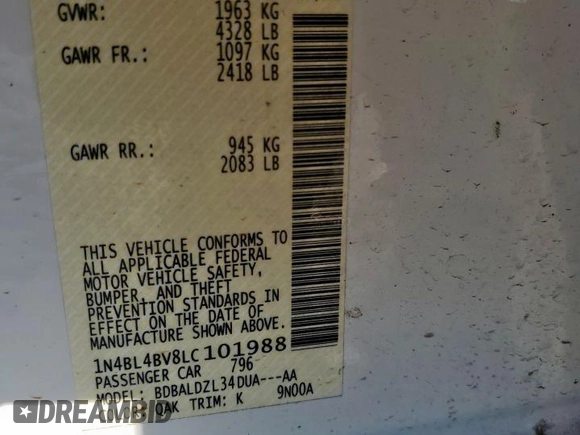 GVWR: 1963 KG
4328 LB
GAWR FR.: 1097 KG
2418 LB
GAWR RR.: 945 KG
2083 LB
THIS VEHICLE CONFORMS TO
ALL APPLICABLE FEDERAL
MOTOR VEHICLE SAFETY,
BUMPER, AND THEFT
PREVENTION STANDARDS IN
EFFECT ON THE DATE OF
MANUFACTURE SHOWN ABOVE.
1N4BL4BV8LC101988
PASSENGER CAR 796
MODEL: BDBALDZL34DUA---AA
QAK TRIM: K 9N00A
DREAMBID